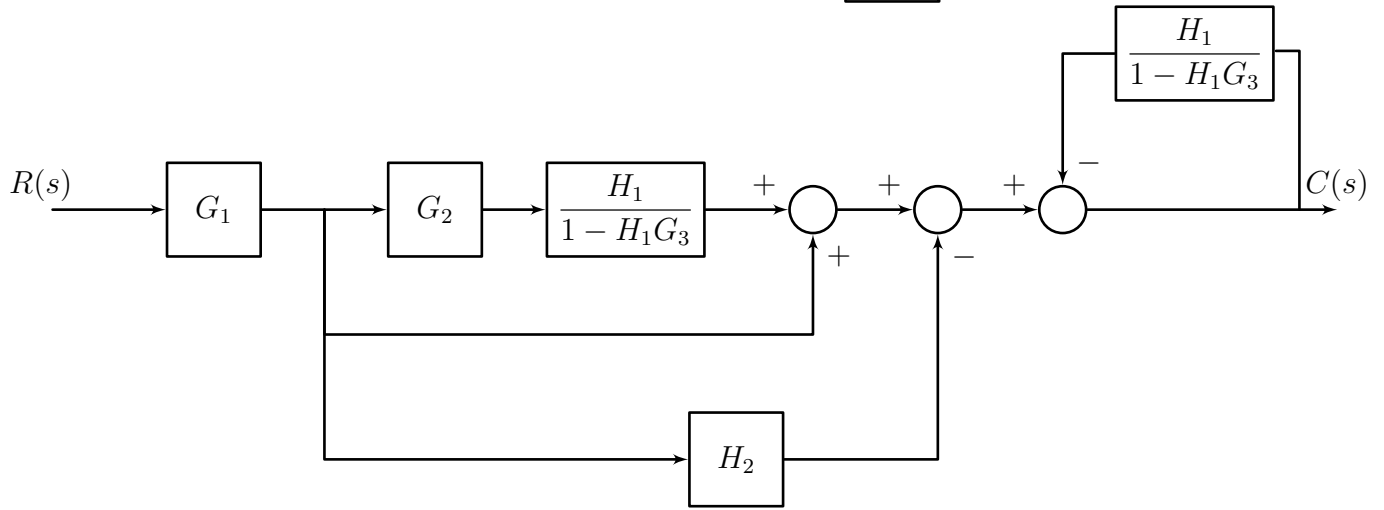 H₁
1 − H₁G₃
−
R(s)
G₁
G₂
H₁
1 − H₁G₃
+
+
+
−
+
C(s)
H₂